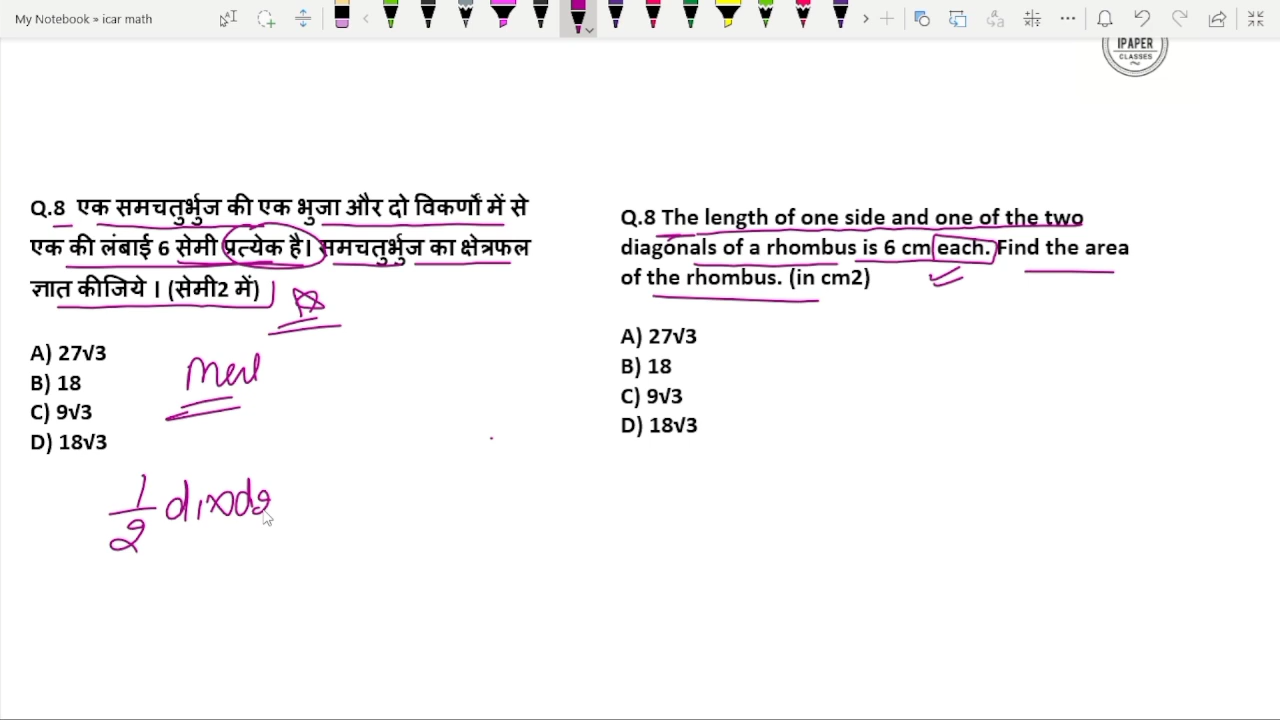 My Notebook » icar math
IPAPER
CLASSES
Q.8 एक समचतुर्भुज की एक भुजा और दो विकर्णों में से
एक की लंबाई 6 सेमी प्रत्येक है। समचतुर्भुज का क्षेत्रफल
ज्ञात कीजिये । (सेमी2 में)
A) 27√3
B) 18
C) 9√3
D) 18√3
1/2 d1×d2
Q.8 The length of one side and one of the two
diagonals of a rhombus is 6 cm each. Find the area
of the rhombus. (in cm2)
A) 27√3
B) 18
C) 9√3
D) 18√3